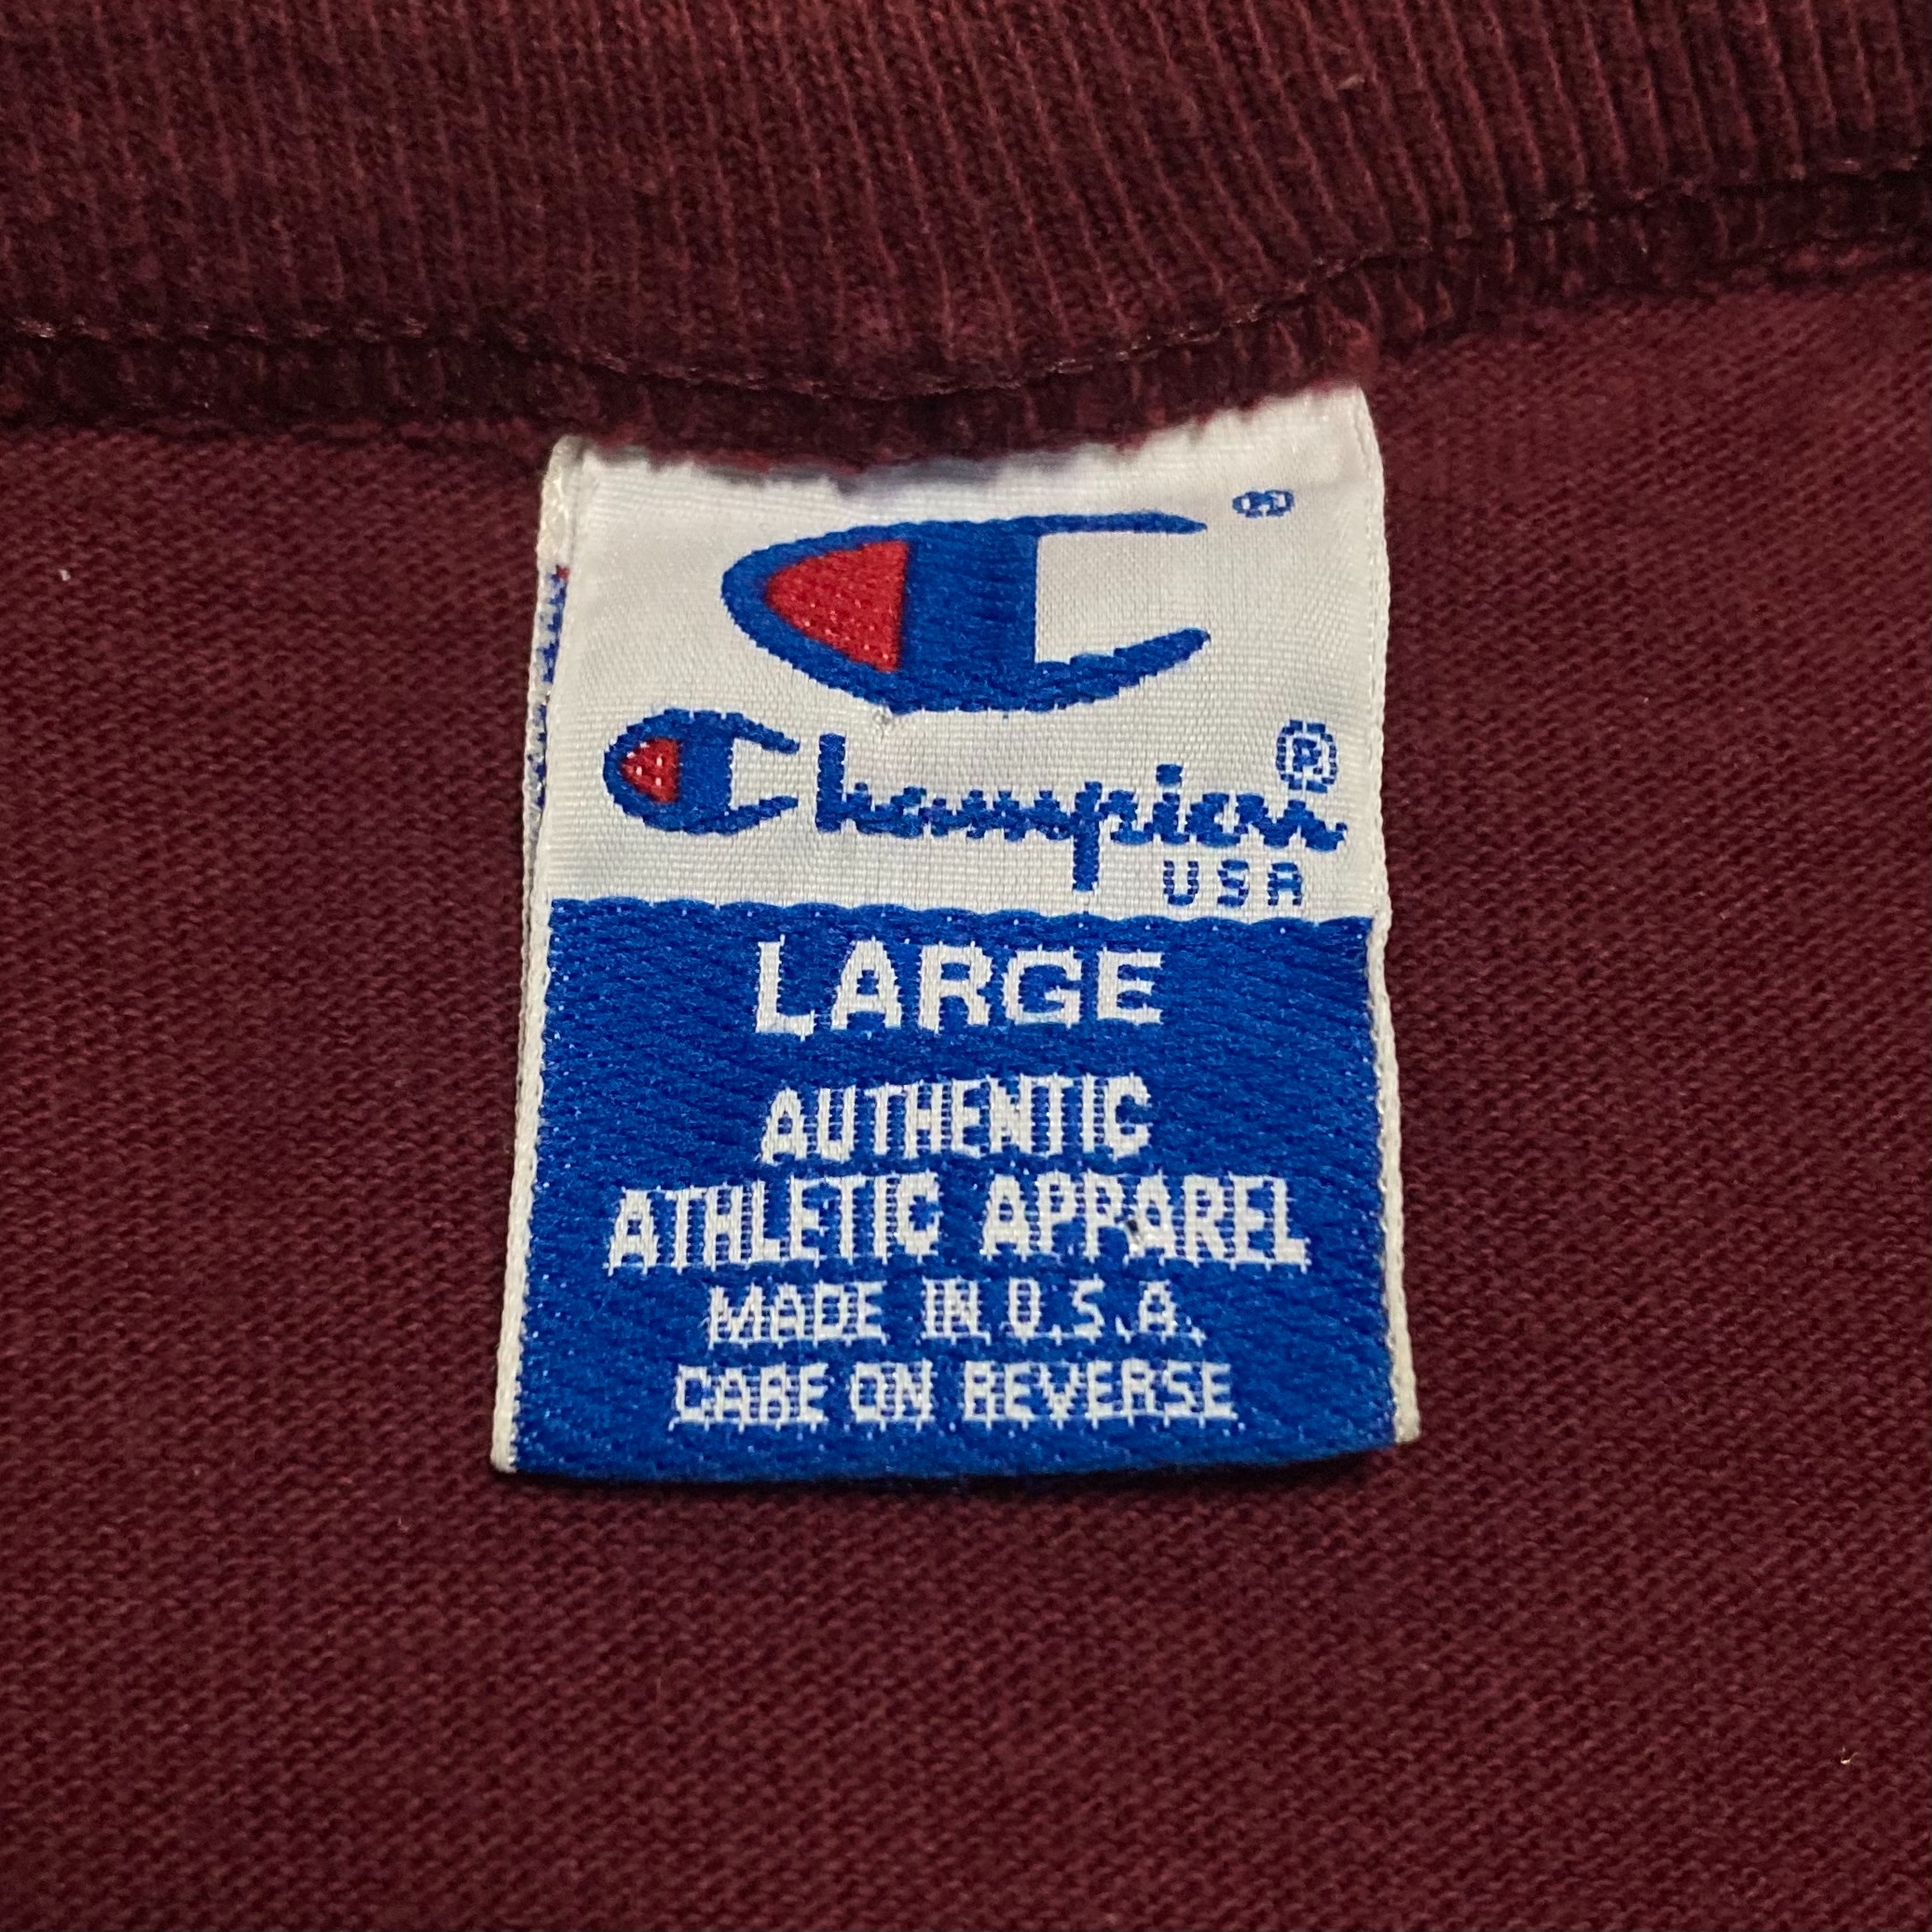 ®
Champion®
USA
LARGE
AUTHENTIC
ATHLETIC APPAREL
MADE IN U.S.A.
CARE ON REVERSE